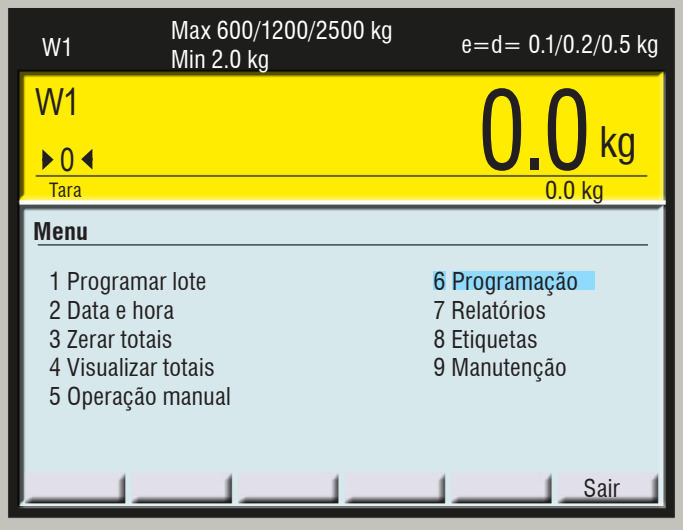 W1 Max 600/1200/2500 kg e=d= 0.1/0.2/0.5 kg
Min 2.0 kg
W1 0.0 kg
0
Tara 0.0 kg
Menu
1 Programar lote 6 Programação
2 Data e hora 7 Relatórios
3 Zerar totais 8 Etiquetas
4 Visualizar totais 9 Manutenção
5 Operação manual
Sair